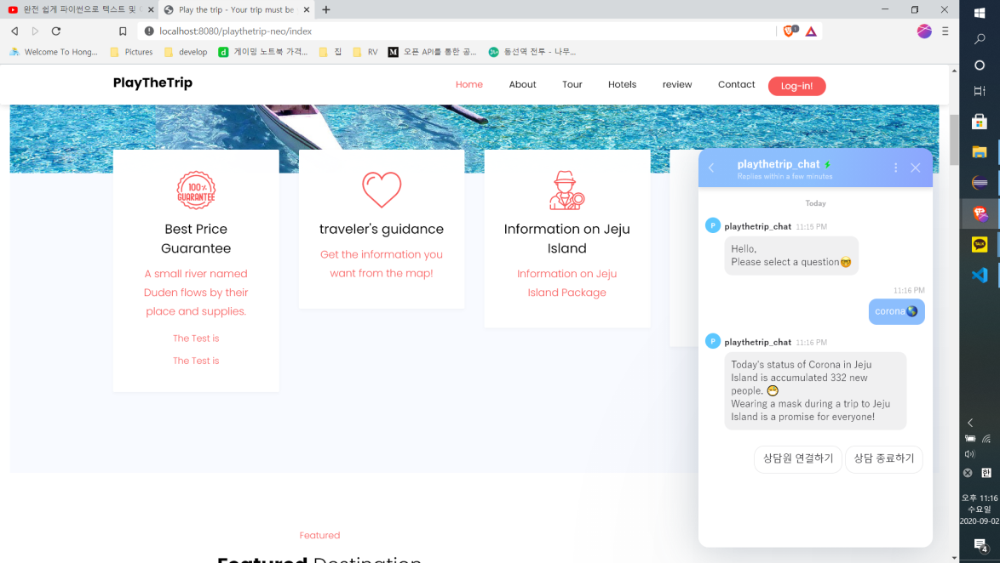 완전 쉽게 파이썬으로 텍스트 및
Play the trip - Your trip must be
localhost:8080/playthetrip-neo/index
1
Welcome To Hong...
Pictures
develop
게이밍 노트북 가격...
집
RV
오픈 API를 통한 공...
동선역 전투 - 나무...
PlayTheTrip
Home
About
Tour
Hotels
review
Contact
Log-in!
100%
GUARANTEE
Best Price
Guarantee
A small river named
Duden flows by their
place and supplies.
The Test is
The Test is
traveler's guidance
Get the information you
want from the map!
Information on Jeju
Island
Information on Jeju
Island Package
Featured
Featured Destination
playthetrip_chat
Replies within a few minutes
Today
P
playthetrip_chat 11:15 PM
Hello,
Please select a question🤓
11:16 PM
corona🌎
P
playthetrip_chat 11:16 PM
Today's status of Corona in Jeju
Island is accumulated 332 new
people. 😷
Wearing a mask during a trip to Jeju
Island is a promise for everyone!
상담원 연결하기
상담 종료하기
TALK
한
오후 11:16
수요일
2020-09-02
4